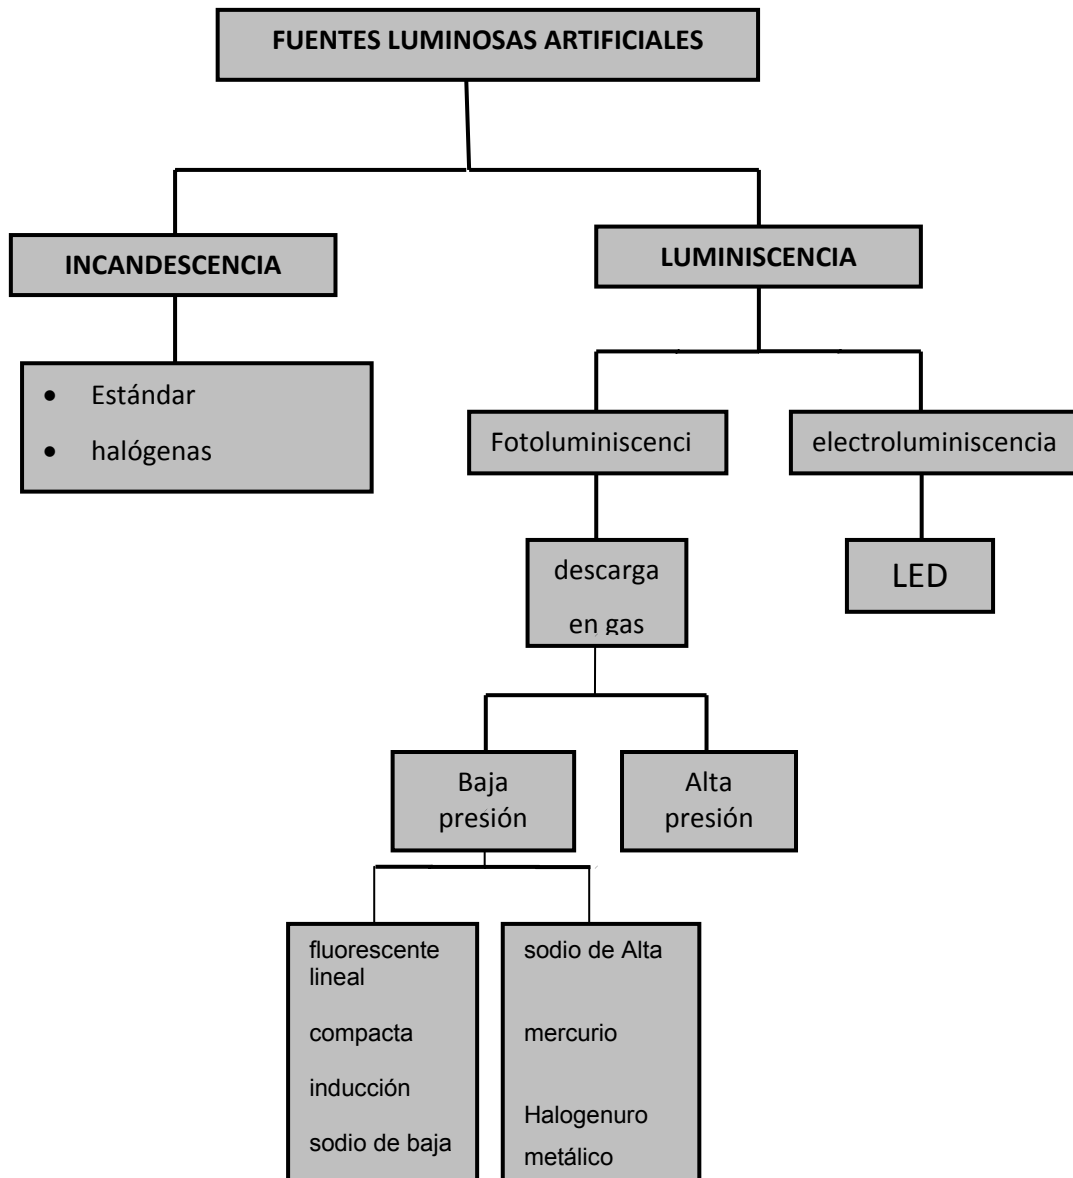 FUENTES LUMINOSAS ARTIFICIALES
INCANDESCENCIA
LUMINISCENCIA
• Estándar
• halógenas
Fotoluminiscenci
electroluminiscencia
descarga
en gas
LED
Baja
presión
Alta
presión
fluorescente
lineal
compacta
inducción
sodio de baja
sodio de Alta
mercurio
Halogenuro
metálico